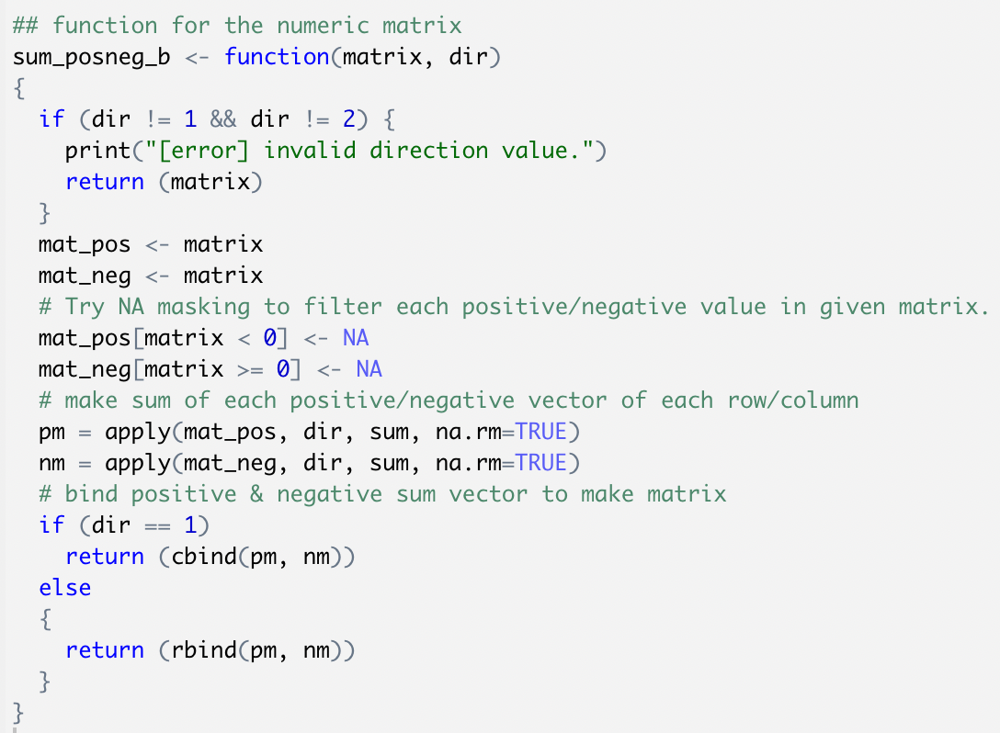 ## function for the numeric matrix
sum_posneg_b <- function(matrix, dir)
{
  if (dir != 1 && dir != 2) {
    print("[error] invalid direction value.")
    return (matrix)
  }
  mat_pos <- matrix
  mat_neg <- matrix
  # Try NA masking to filter each positive/negative value in given matrix.
  mat_pos[matrix < 0] <- NA
  mat_neg[matrix >= 0] <- NA
  # make sum of each positive/negative vector of each row/column
  pm = apply(mat_pos, dir, sum, na.rm=TRUE)
  nm = apply(mat_neg, dir, sum, na.rm=TRUE)
  # bind positive & negative sum vector to make matrix
  if (dir == 1)
    return (cbind(pm, nm))
  else
  {
    return (rbind(pm, nm))
  }
}